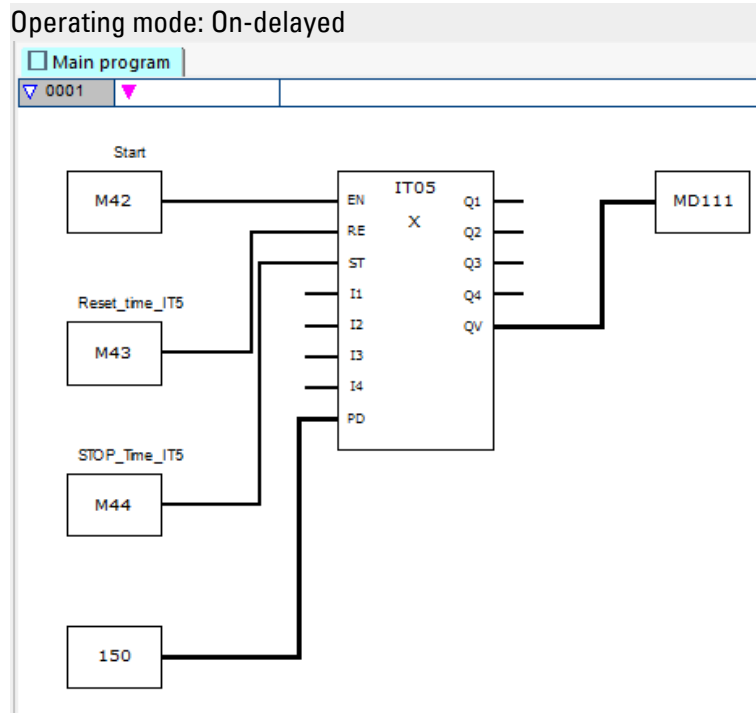 Operating mode: On-delayed
Main program
0001
Start
M42
IT05
X
EN
RE
ST
I1
I2
I3
I4
PD
Q1
Q2
Q3
Q4
QV
MD111
Reset_time_IT5
M43
STOP_Time_IT5
M44
150